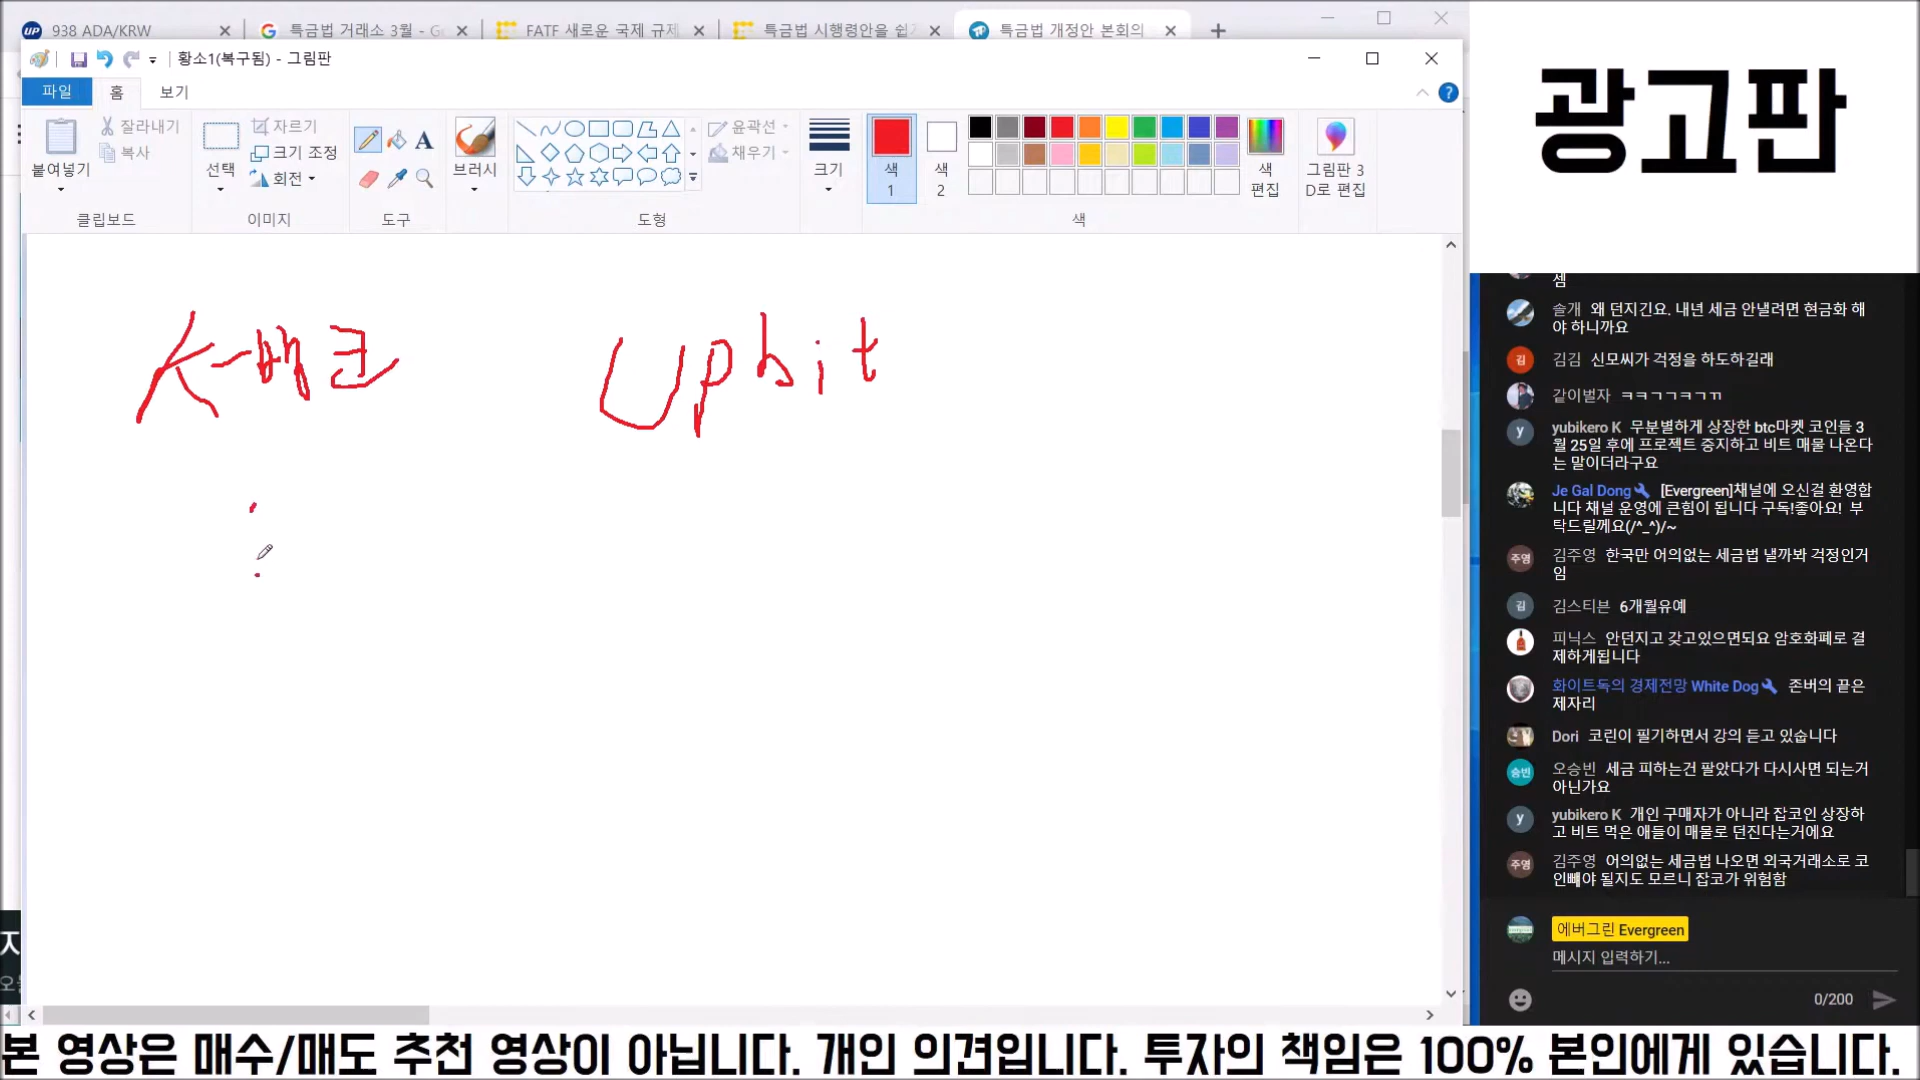 938 ADA/KRW
특금법 거래소 3월 - G
FATF 새로운 국제 규제
특금법 시행령안을 쉽
특금법 개정안 본회의
황소1(복구됨) - 그림판
파일
홈
보기
붙여넣기
잘라내기
복사
클립보드
선택
자르기
크기 조정
회전
이미지
도구
브러시
도형
윤곽선
채우기
크기
색 1
색 2
색
편집
색
그림판 3
D로 편집
Upbit
광고판
셈
솔개 왜 던지긴요. 내년 세금 안낼려면 현금화 해
야 하니까요
김김 신모씨가 걱정을 하도하길래
같이벌자 ㅋㅋㄱㄱㅋㄱㄲ
yubikero K 무분별하게 상장한 btc마켓 코인들 3
월 25일 후에 프로젝트 중지하고 비트 매물 나온다
는 말이더라구요
Je Gal Dong [Evergreen]채널에 오신걸 환영합
니다 채널 운영에 큰힘이 됩니다 구독!좋아요! 부
탁드릴께요(/^_^)/~
김주영 한국만 어의없는 세금법 낼까봐 걱정인거
임
김스티븐 6개월유예
피닉스 안던지고 갖고있으면되요 암호화폐로 결
제하게됩니다
화이트독의 경제전망 White Dog 존버의 끝은
제자리
Dori 코린이 필기하면서 강의 듣고 있숩니다
오승빈 세금 피하는건 팔았다가 다시사면 되는거
아닌가요
yubikero K 개인 구매자가 아니라 잡코인 상장하
고 비트 먹은 애들이 매물로 던진다는거에요
김주영 어의없는 세금법 나오면 외국거래소로 코
인빼야 될지도 모르니 잡코가 위험함
에버그린 Evergreen
메시지 입력하기...
0/200
본 영상은 매수/매도 추천 영상이 아닙니다. 개인 의견입니다. 투자의 책임은 100% 본인에게 있습니다.